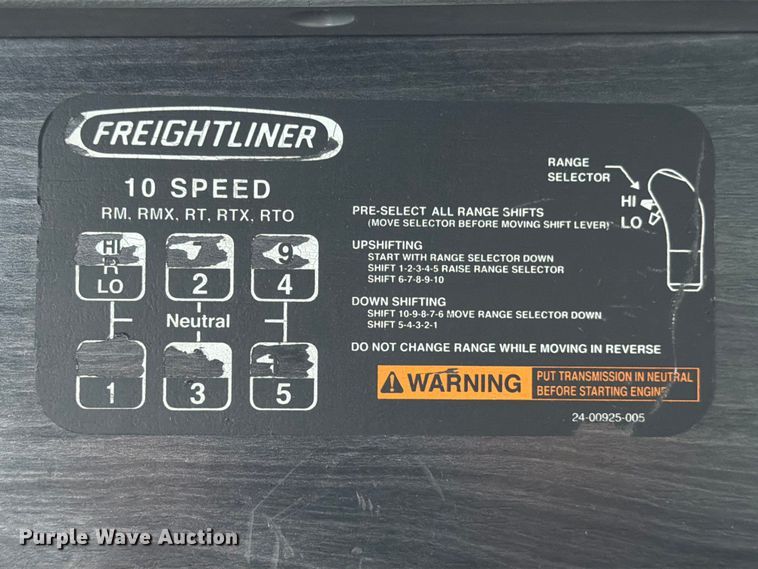 FREIGHTLINER
10 SPEED
RM, RMX, RT, RTX, RTO
HI
R
LO
2
9
4
Neutral
1
3
5
RANGE
SELECTOR
HI
LO
PRE-SELECT ALL RANGE SHIFTS
(MOVE SELECTOR BEFORE MOVING SHIFT LEVER)
UPSHIFTING
START WITH RANGE SELECTOR DOWN
SHIFT 1-2-3-4-5 RAISE RANGE SELECTOR
SHIFT 6-7-8-9-10
DOWN SHIFTING
SHIFT 10-9-8-7-6 MOVE RANGE SELECTOR DOWN
SHIFT 5-4-3-2-1
DO NOT CHANGE RANGE WHILE MOVING IN REVERSE
WARNING
PUT TRANSMISSION IN NEUTRAL
BEFORE STARTING ENGINE
24-00925-005
Purple Wave Auction